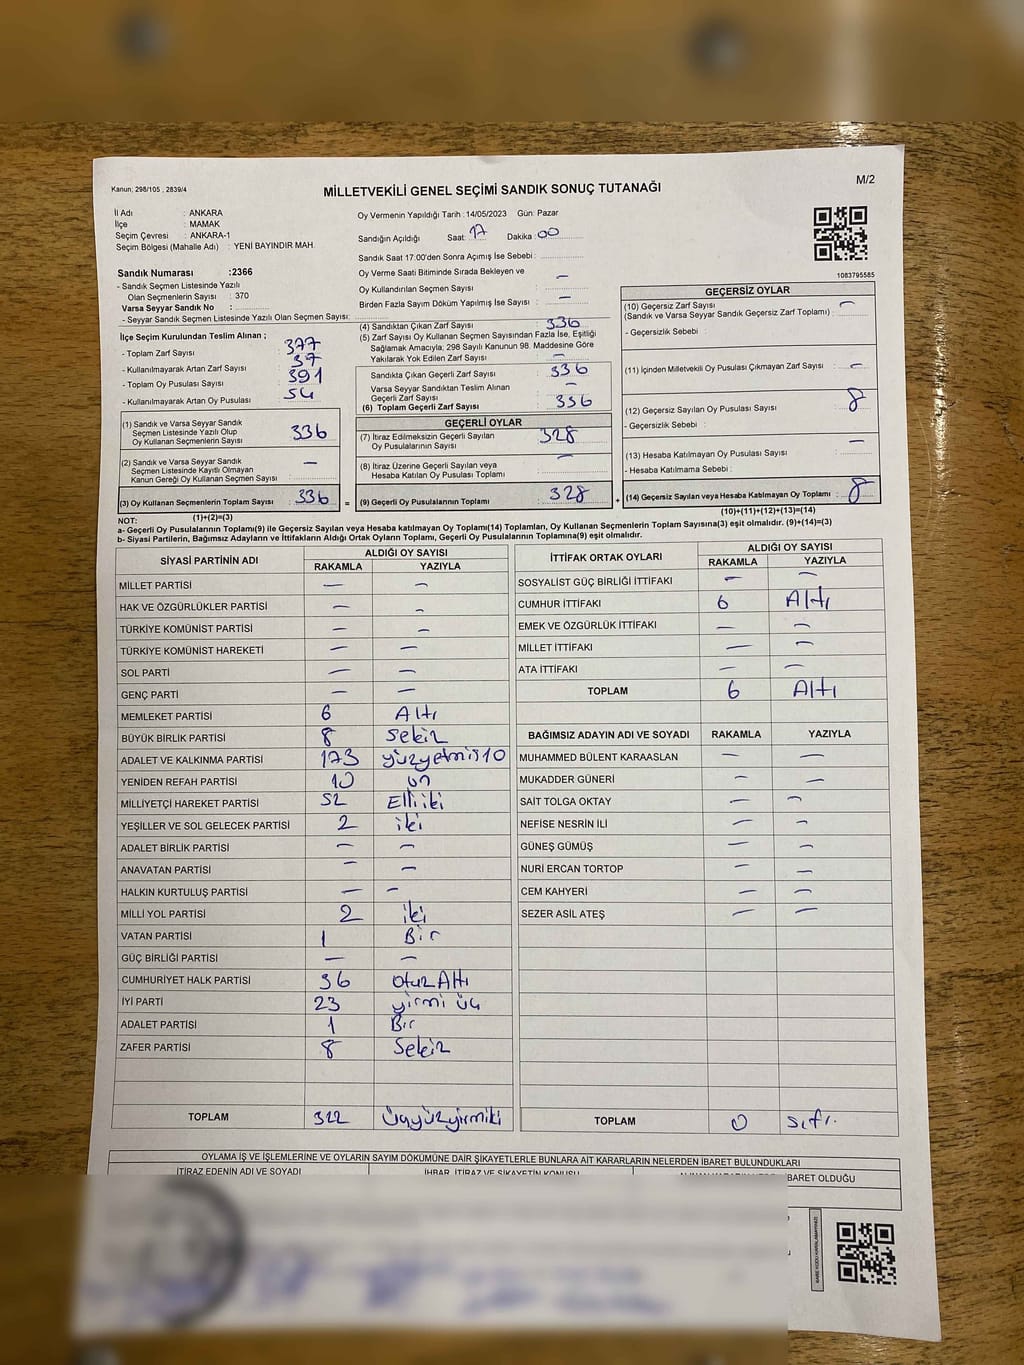 Kanun; 298/105 , 2839/4
M/2
MİLLETVEKİLİ GENEL SEÇİMİ SANDIK SONUÇ TUTANAĞI
İl Adı : ANKARA
İlçe : MAMAK
Seçim Çevresi : ANKARA-1
Seçim Bölgesi (Mahalle Adı) : YENİ BAYINDIR MAH.
Oy Vermenin Yapıldığı Tarih : 14/05/2023 Gün: Pazar
Sandığın Açıldığı Saat: 17 Dakika : 00
Sandık Saat 17:00'den Sonra Açımış İse Sebebi :
Oy Verme Saati Bitiminde Sırada Bekleyen ve
Oy Kullandırılan Seçmen Sayısı : —
Birden Fazla Sayım Döküm Yapılmış İse Sayısı : —
1083795585
Sandık Numarası :2366
- Sandık Seçmen Listesinde Yazılı
Olan Seçmenlerin Sayısı : 370
Varsa Seyyar Sandık No :
- Seyyar Sandık Seçmen Listesinde Yazılı Olan Seçmen Sayısı:
İlçe Seçim Kurulundan Teslim Alınan ;
- Toplam Zarf Sayısı : 377
- Kullanılmayarak Artan Zarf Sayısı : 37
- Toplam Oy Pusulası Sayısı : 391
- Kullanılmayarak Artan Oy Pusulası : 54
(4) Sandıktan Çıkan Zarf Sayısı : 336
(5) Zarf Sayısı Oy Kullanan Seçmen Sayısından Fazla İse, Eşitliği
Sağlamak Amacıyla; 298 Sayılı Kanunun 98. Maddesine Göre
Yakılarak Yok Edilen Zarf Sayısı : —
Sandıkta Çıkan Geçerli Zarf Sayısı : 336
Varsa Seyyar Sandıktan Teslim Alınan
Geçerli Zarf Sayısı : —
(6) Toplam Geçerli Zarf Sayısı : 336
GEÇERSİZ OYLAR
(10) Geçersiz Zarf Sayısı : —
(Sandık ve Varsa Seyyar Sandık Geçersiz Zarf Toplamı)
- Geçersizlik Sebebi :
(11) İçinden Milletvekili Oy Pusulası Çıkmayan Zarf Sayısı : —
(12) Geçersiz Sayılan Oy Pusulası Sayısı : 8
- Geçersizlik Sebebi :
(13) Hesaba Katılmayan Oy Pusulası Sayısı : —
- Hesaba Katılmama Sebebi :
(14) Geçersiz Sayılan veya Hesaba Katılmayan Oy Toplamı : 8
(10)+(11)+(12)+(13)=(14)
(1) Sandık ve Varsa Seyyar Sandık
Seçmen Listesinde Yazılı Olup
Oy Kullanan Seçmenlerin Sayısı : 336
(2) Sandık ve Varsa Seyyar Sandık
Seçmen Listesinde Kayıtlı Olmayan
Kanun Gereği Oy Kullanan Seçmen Sayısı : —
(3) Oy Kullanan Seçmenlerin Toplam Sayısı : 336 =
(1)+(2)=(3)
GEÇERLİ OYLAR
(7) İtiraz Edilmeksizin Geçerli Sayılan
Oy Pusulalarının Sayısı : 328
(8) İtiraz Üzerine Geçerli Sayılan veya
Hesaba Katılan Oy Pusulası Toplamı : —
(9) Geçerli Oy Pusulalarının Toplamı : 328 +
NOT:
a- Geçerli Oy Pusulalarının Toplamı(9) ile Geçersiz Sayılan veya Hesaba katılmayan Oy Toplamı(14) Toplamları, Oy Kullanan Seçmenlerin Toplam Sayısına(3) eşit olmalıdır. (9)+(14)=(3)
b- Siyasi Partilerin, Bağımsız Adayların ve İttifakların Aldığı Ortak Oyların Toplamı, Geçerli Oy Pusulalarının Toplamına(9) eşit olmalıdır.
SİYASİ PARTİNİN ADI ALDIĞI OY SAYISI
RAKAMLA YAZIYLA
MİLLET PARTİSİ — —
HAK VE ÖZGÜRLÜKLER PARTİSİ — —
TÜRKİYE KOMÜNİST PARTİSİ — —
TÜRKİYE KOMÜNİST HAREKETİ — —
SOL PARTİ — —
GENÇ PARTİ — —
MEMLEKET PARTİSİ 6 Altı
BÜYÜK BİRLİK PARTİSİ 8 Sekiz
ADALET VE KALKINMA PARTİSİ 173 yüzyetmiş
YENİDEN REFAH PARTİSİ 10 on
MİLLİYETÇİ HAREKET PARTİSİ 52 Elliiki
YEŞİLLER VE SOL GELECEK PARTİSİ 2 iki
ADALET BİRLİK PARTİSİ — —
ANAVATAN PARTİSİ — —
HALKIN KURTULUŞ PARTİSİ — —
MİLLİ YOL PARTİSİ 2 iki
VATAN PARTİSİ 1 Bir
GÜÇ BİRLİĞİ PARTİSİ — —
CUMHURİYET HALK PARTİSİ 36 OtuzAltı
İYİ PARTİ 23 yirmi üç
ADALET PARTİSİ 1 Bir
ZAFER PARTİSİ 8 Sekiz
TOPLAM 322 Üçyüzyirmiki
İTTİFAK ORTAK OYLARI ALDIĞI OY SAYISI
RAKAMLA YAZIYLA
SOSYALİST GÜÇ BİRLİĞİ İTTİFAKI — —
CUMHUR İTTİFAKI 6 Altı
EMEK VE ÖZGÜRLÜK İTTİFAKI — —
MİLLET İTTİFAKI — —
ATA İTTİFAKI — —
TOPLAM 6 Altı
BAĞIMSIZ ADAYIN ADI VE SOYADI RAKAMLA YAZIYLA
MUHAMMED BÜLENT KARAASLAN — —
MUKADDER GÜNERİ — —
SAİT TOLGA OKTAY — —
NEFİSE NESRİN İLİ — —
GÜNEŞ GÜMÜŞ — —
NURİ ERCAN TORTOP — —
CEM KAHYERİ — —
SEZER ASİL ATEŞ — —
TOPLAM 0 Sıfır
OYLAMA İŞ VE İŞLEMLERİNE VE OYLARIN SAYIM DÖKÜMÜNE DAİR ŞİKAYETLERLE BUNLARA AİT KARARLARIN NELERDEN İBARET BULUNDUKLARI
İTİRAZ EDENİN ADI VE SOYADI İHBAR, İTİRAZ VE ŞİKAYETİN KONUSU İBARET OLDUĞU